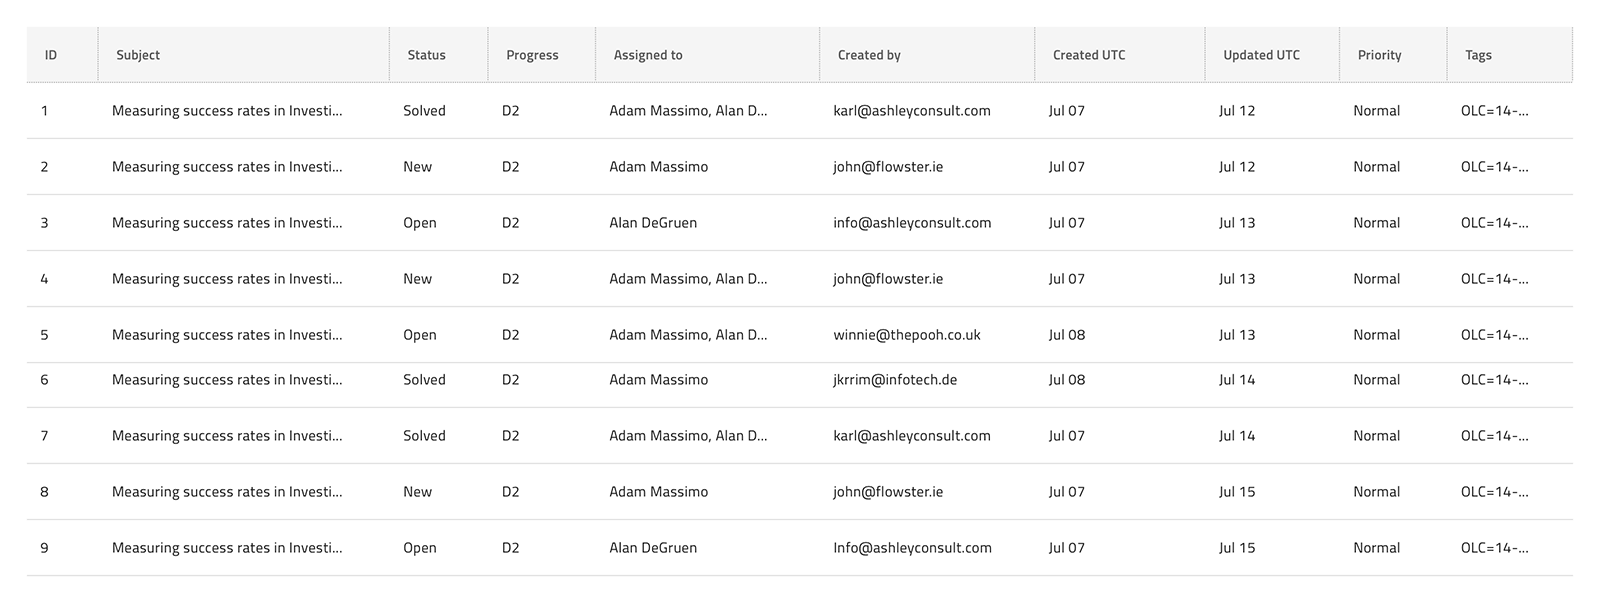 ID Subject Status Progress Assigned to Created by Created UTC Updated UTC Priority Tags
1 Measuring success rates in Investi... Solved D2 Adam Massimo, Alan D... karl@ashleyconsult.com Jul 07 Jul 12 Normal OLC=14-...
2 Measuring success rates in Investi... New D2 Adam Massimo john@flowster.ie Jul 07 Jul 12 Normal OLC=14-...
3 Measuring success rates in Investi... Open D2 Alan DeGruen info@ashleyconsult.com Jul 07 Jul 13 Normal OLC=14-...
4 Measuring success rates in Investi... New D2 Adam Massimo, Alan D... john@flowster.ie Jul 07 Jul 13 Normal OLC=14-...
5 Measuring success rates in Investi... Open D2 Adam Massimo, Alan D... winnie@thepooh.co.uk Jul 08 Jul 13 Normal OLC=14-...
6 Measuring success rates in Investi... Solved D2 Adam Massimo jkrrim@infotech.de Jul 08 Jul 14 Normal OLC=14-...
7 Measuring success rates in Investi... Solved D2 Adam Massimo, Alan D... karl@ashleyconsult.com Jul 07 Jul 14 Normal OLC=14-...
8 Measuring success rates in Investi... New D2 Adam Massimo john@flowster.ie Jul 07 Jul 15 Normal OLC=14-...
9 Measuring success rates in Investi... Open D2 Alan DeGruen Info@ashleyconsult.com Jul 07 Jul 15 Normal OLC=14-...